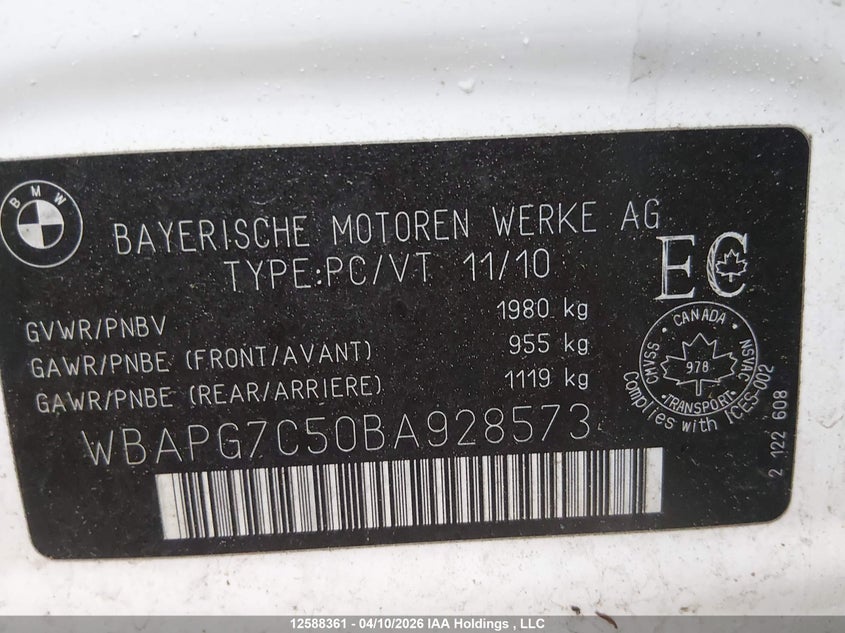 BMW
BAYERISCHE MOTOREN WERKE AG
TYPE:PC/VT 11/10
EC
GVWR/PNBV 1980 kg
GAWR/PNBE (FRONT/AVANT) 955 kg
GAWR/PNBE (REAR/ARRIERE) 1119 kg
WBAPG7C50BA928573
CANADA
CMVSS 978 NSVAC
TRANSPORT
Complies with ICES-002
2 122 608
12588361 - 04/10/2026 IAA Holdings , LLC